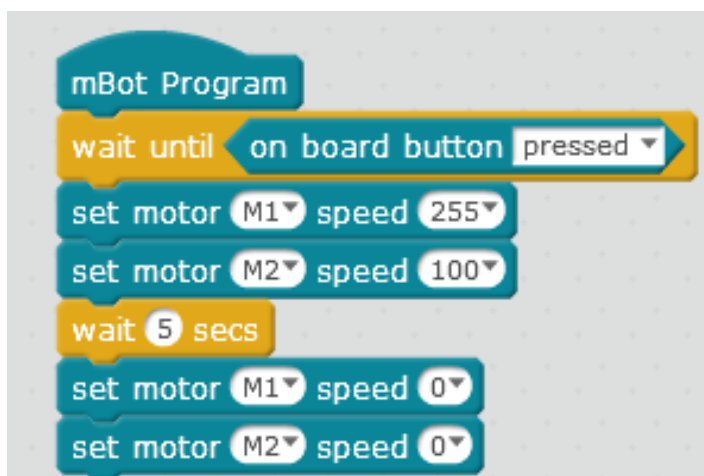 mBot Program
wait until on board button pressed
set motor M1 speed 255
set motor M2 speed 100
wait 5 secs
set motor M1 speed 0
set motor M2 speed 0